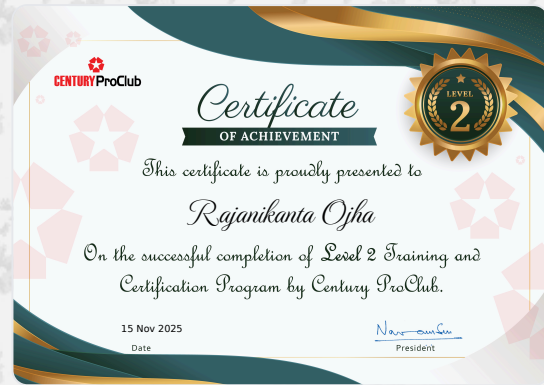 CENTURY ProClub
LEVEL
2
Certificate
OF ACHIEVEMENT
This certificate is proudly presented to
Rajanikanta Ojha
On the successful completion of Level 2 Training and
Certification Program by Century ProClub.
15 Nov 2025
Date
President